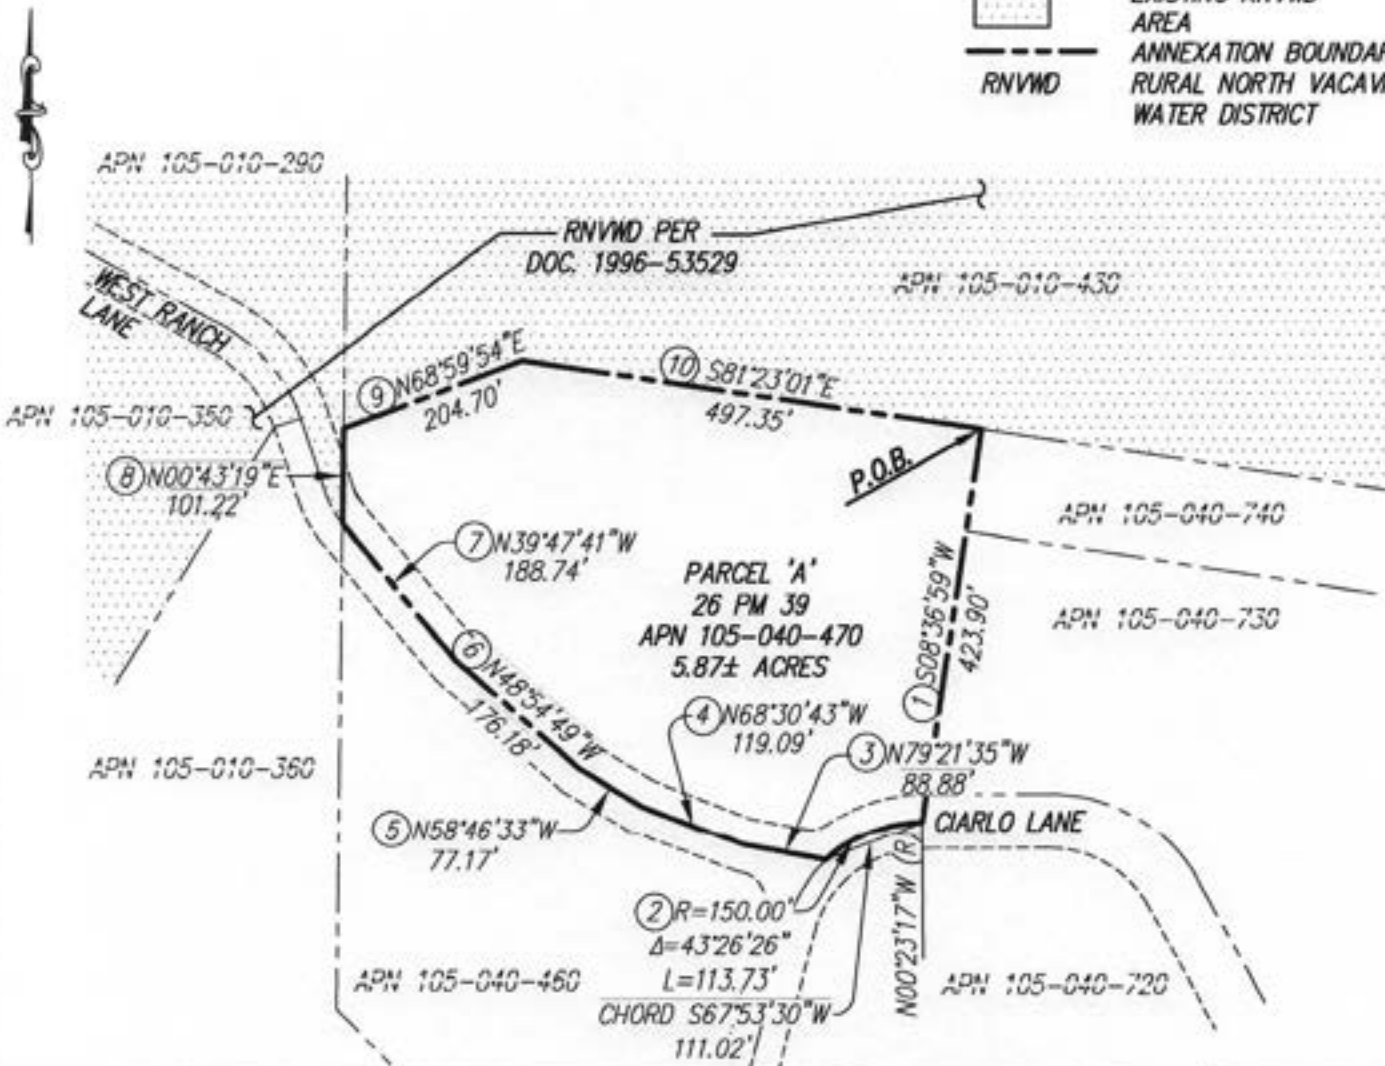 AREA
ANNEXATION BOUNDAR
RNVWD RURAL NORTH VACAV
WATER DISTRICT
APN 105-010-290
RNVWD PER
DOC. 1996-53529
APN 105-010-430
WEST RANCH
LANE
⑨ N68°59'54"E
204.70'
⑩ S81°23'01"E
497.35'
APN 105-010-350
P.O.B.
⑧ N00°43'19"E
101.22'
APN 105-040-740
⑦ N39°47'41"W
188.74'
PARCEL 'A'
26 PM 39
APN 105-040-470
5.87± ACRES
① S08°36'59"W
423.90'
APN 105-040-730
⑥ N48°54'49"W
176.18'
④ N68°30'43"W
119.09'
③ N79°21'35"W
88.88'
APN 105-010-360
⑤ N58°46'33"W
77.17'
CIARLO LANE
② R=150.00'
Δ=43°26'26"
L=113.73'
CHORD S67°53'30"W
111.02'
N00°23'17"W (R)
APN 105-040-460
APN 105-040-720